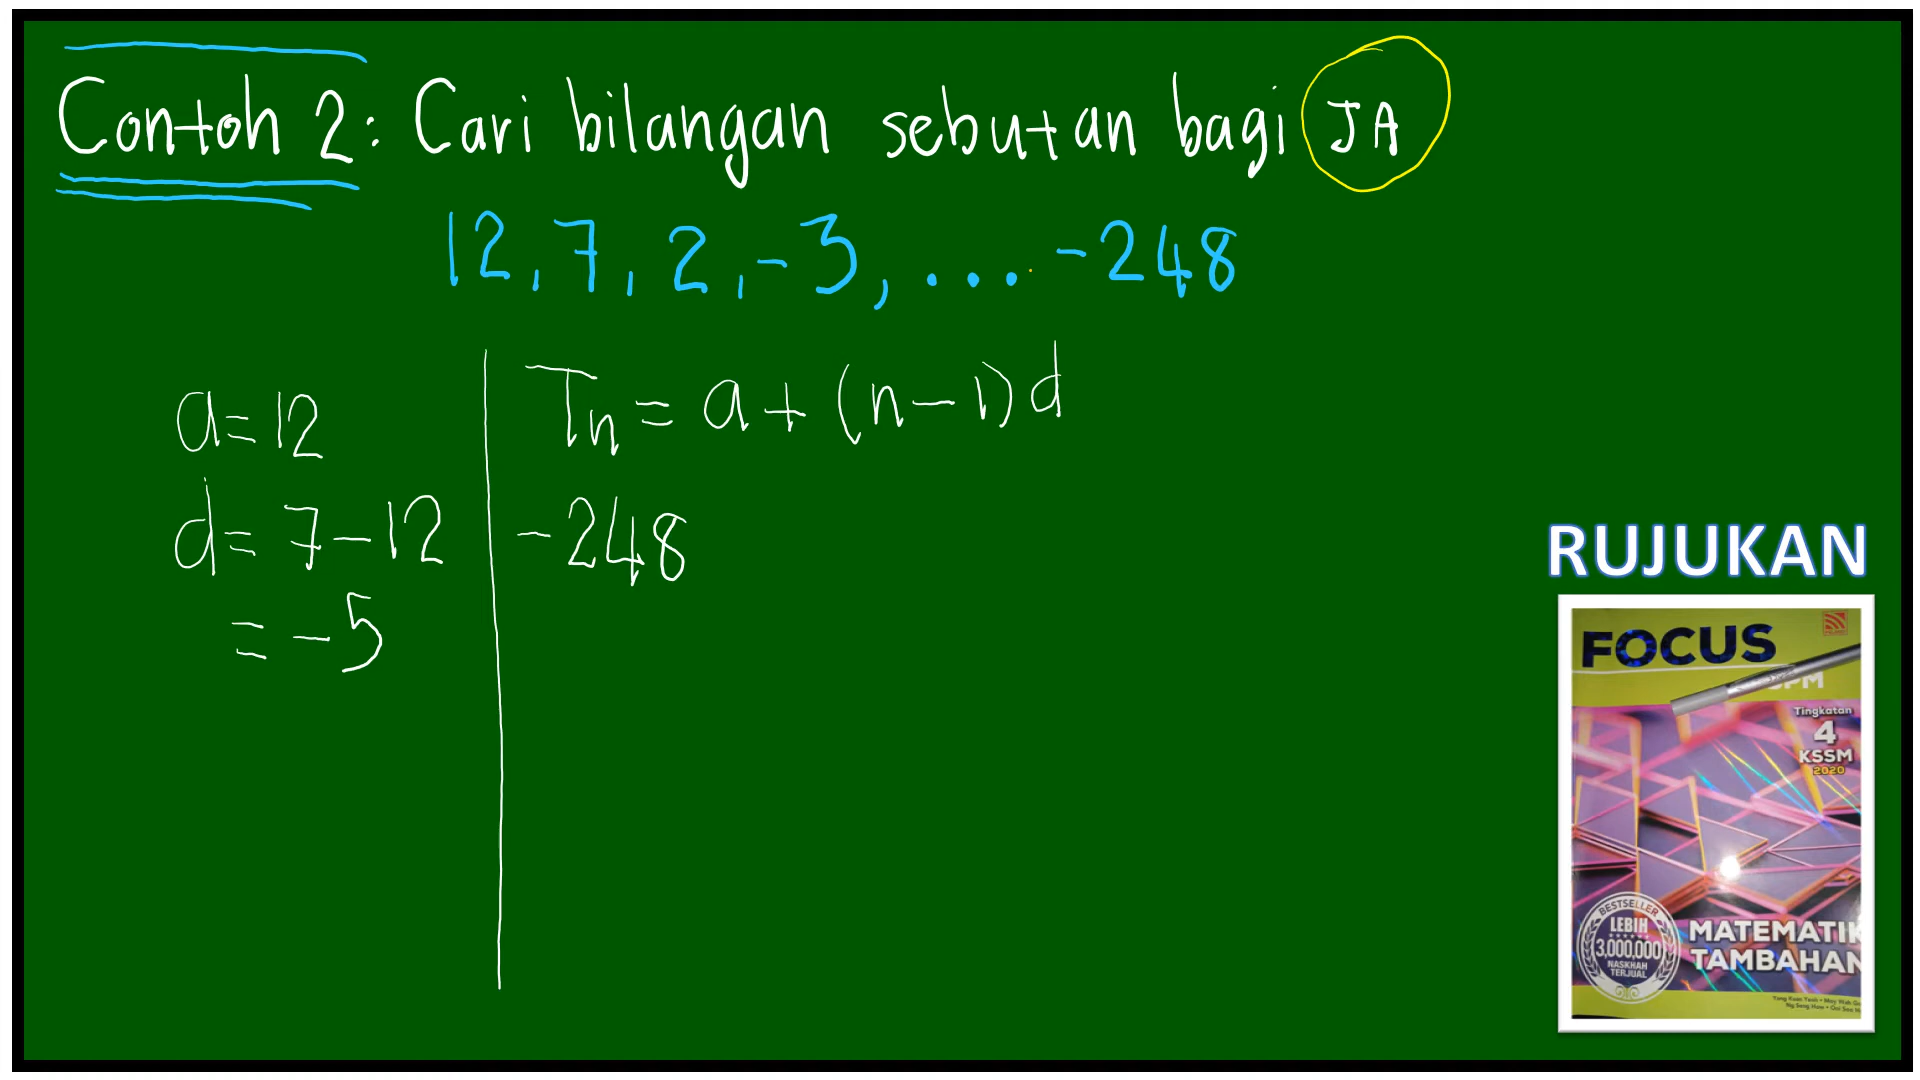 Contoh 2: Cari bilangan sebutan bagi JA
12, 7, 2, -3, ... -248
a = 12
d = 7 - 12
= -5
Tn = a + (n - 1) d
-248
RUJUKAN
FOCUS
SPM
Tingkatan
4
KSSM
2020
BESTSELLER
LEBIH
3,000,000
NASKHAH
TERJUAL
MATEMATIK
TAMBAHAN